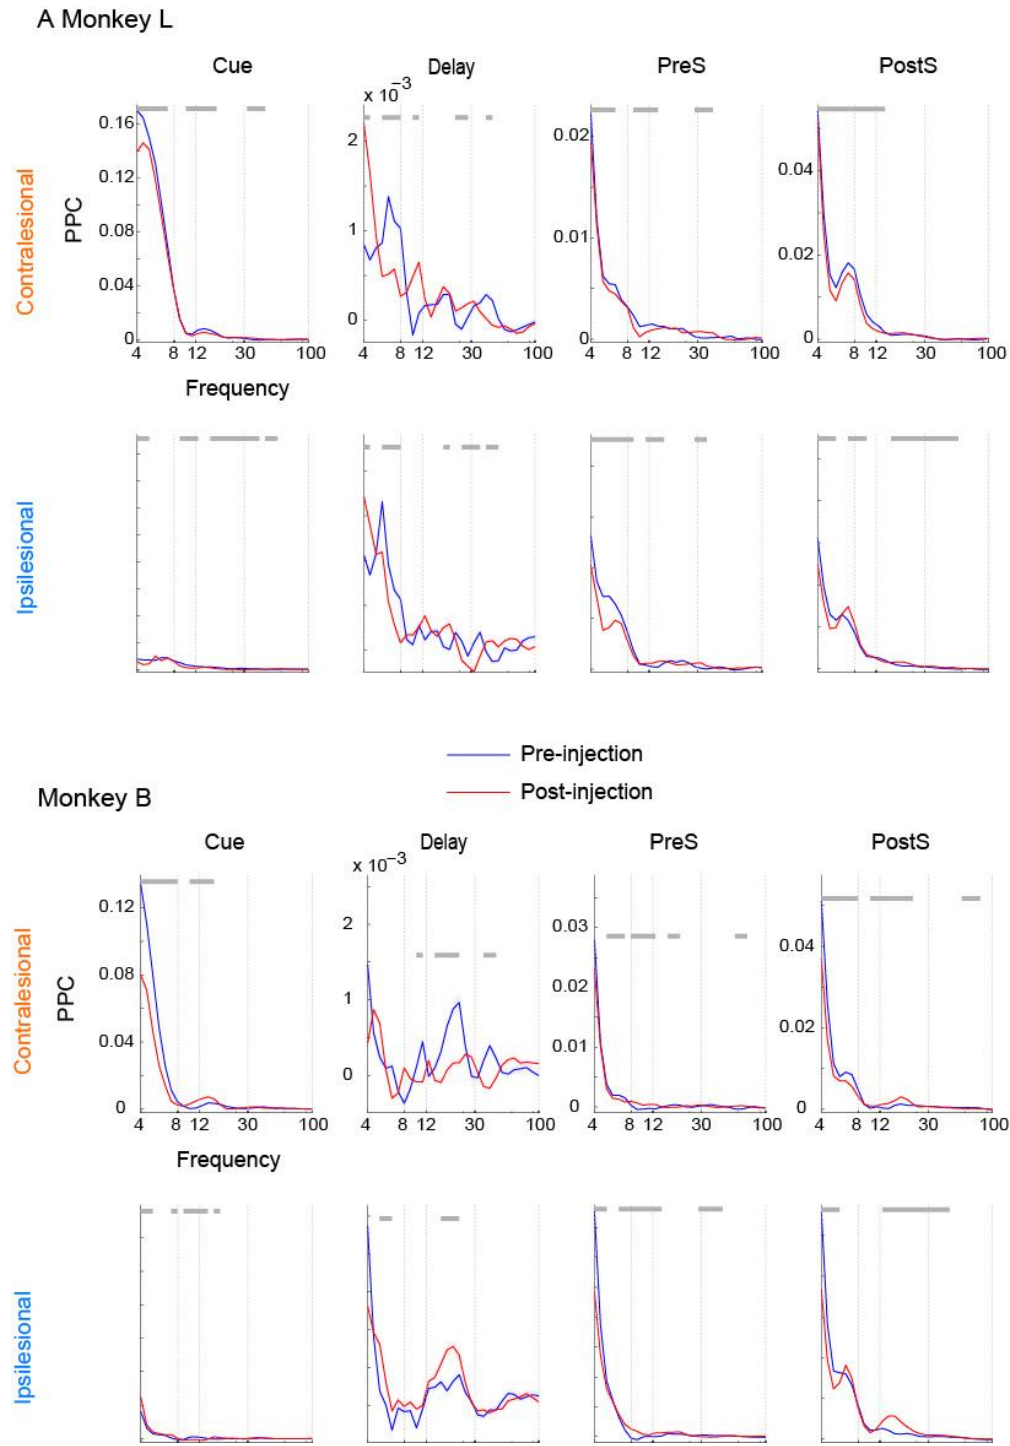 A Monkey L
Cue Delay PreS PostS
x 10⁻³
Contralesional
PPC
0.16
0.12
0.08
0.04
0
4 8 12 30 100
2
1
0
4 8 12 30 100
0.02
0.01
0
4 8 12 30 100
0.04
0.02
0
4 8 12 30 100
Frequency
Ipsilesional
Pre-injection
Post-injection
Monkey B
Cue Delay PreS PostS
x 10⁻³
Contralesional
PPC
0.12
0.08
0.04
0
4 8 12 30 100
2
1
0
4 8 12 30 100
0.03
0.02
0.01
0
4 8 12 30 100
0.04
0.02
0
4 8 12 30 100
Frequency
Ipsilesional